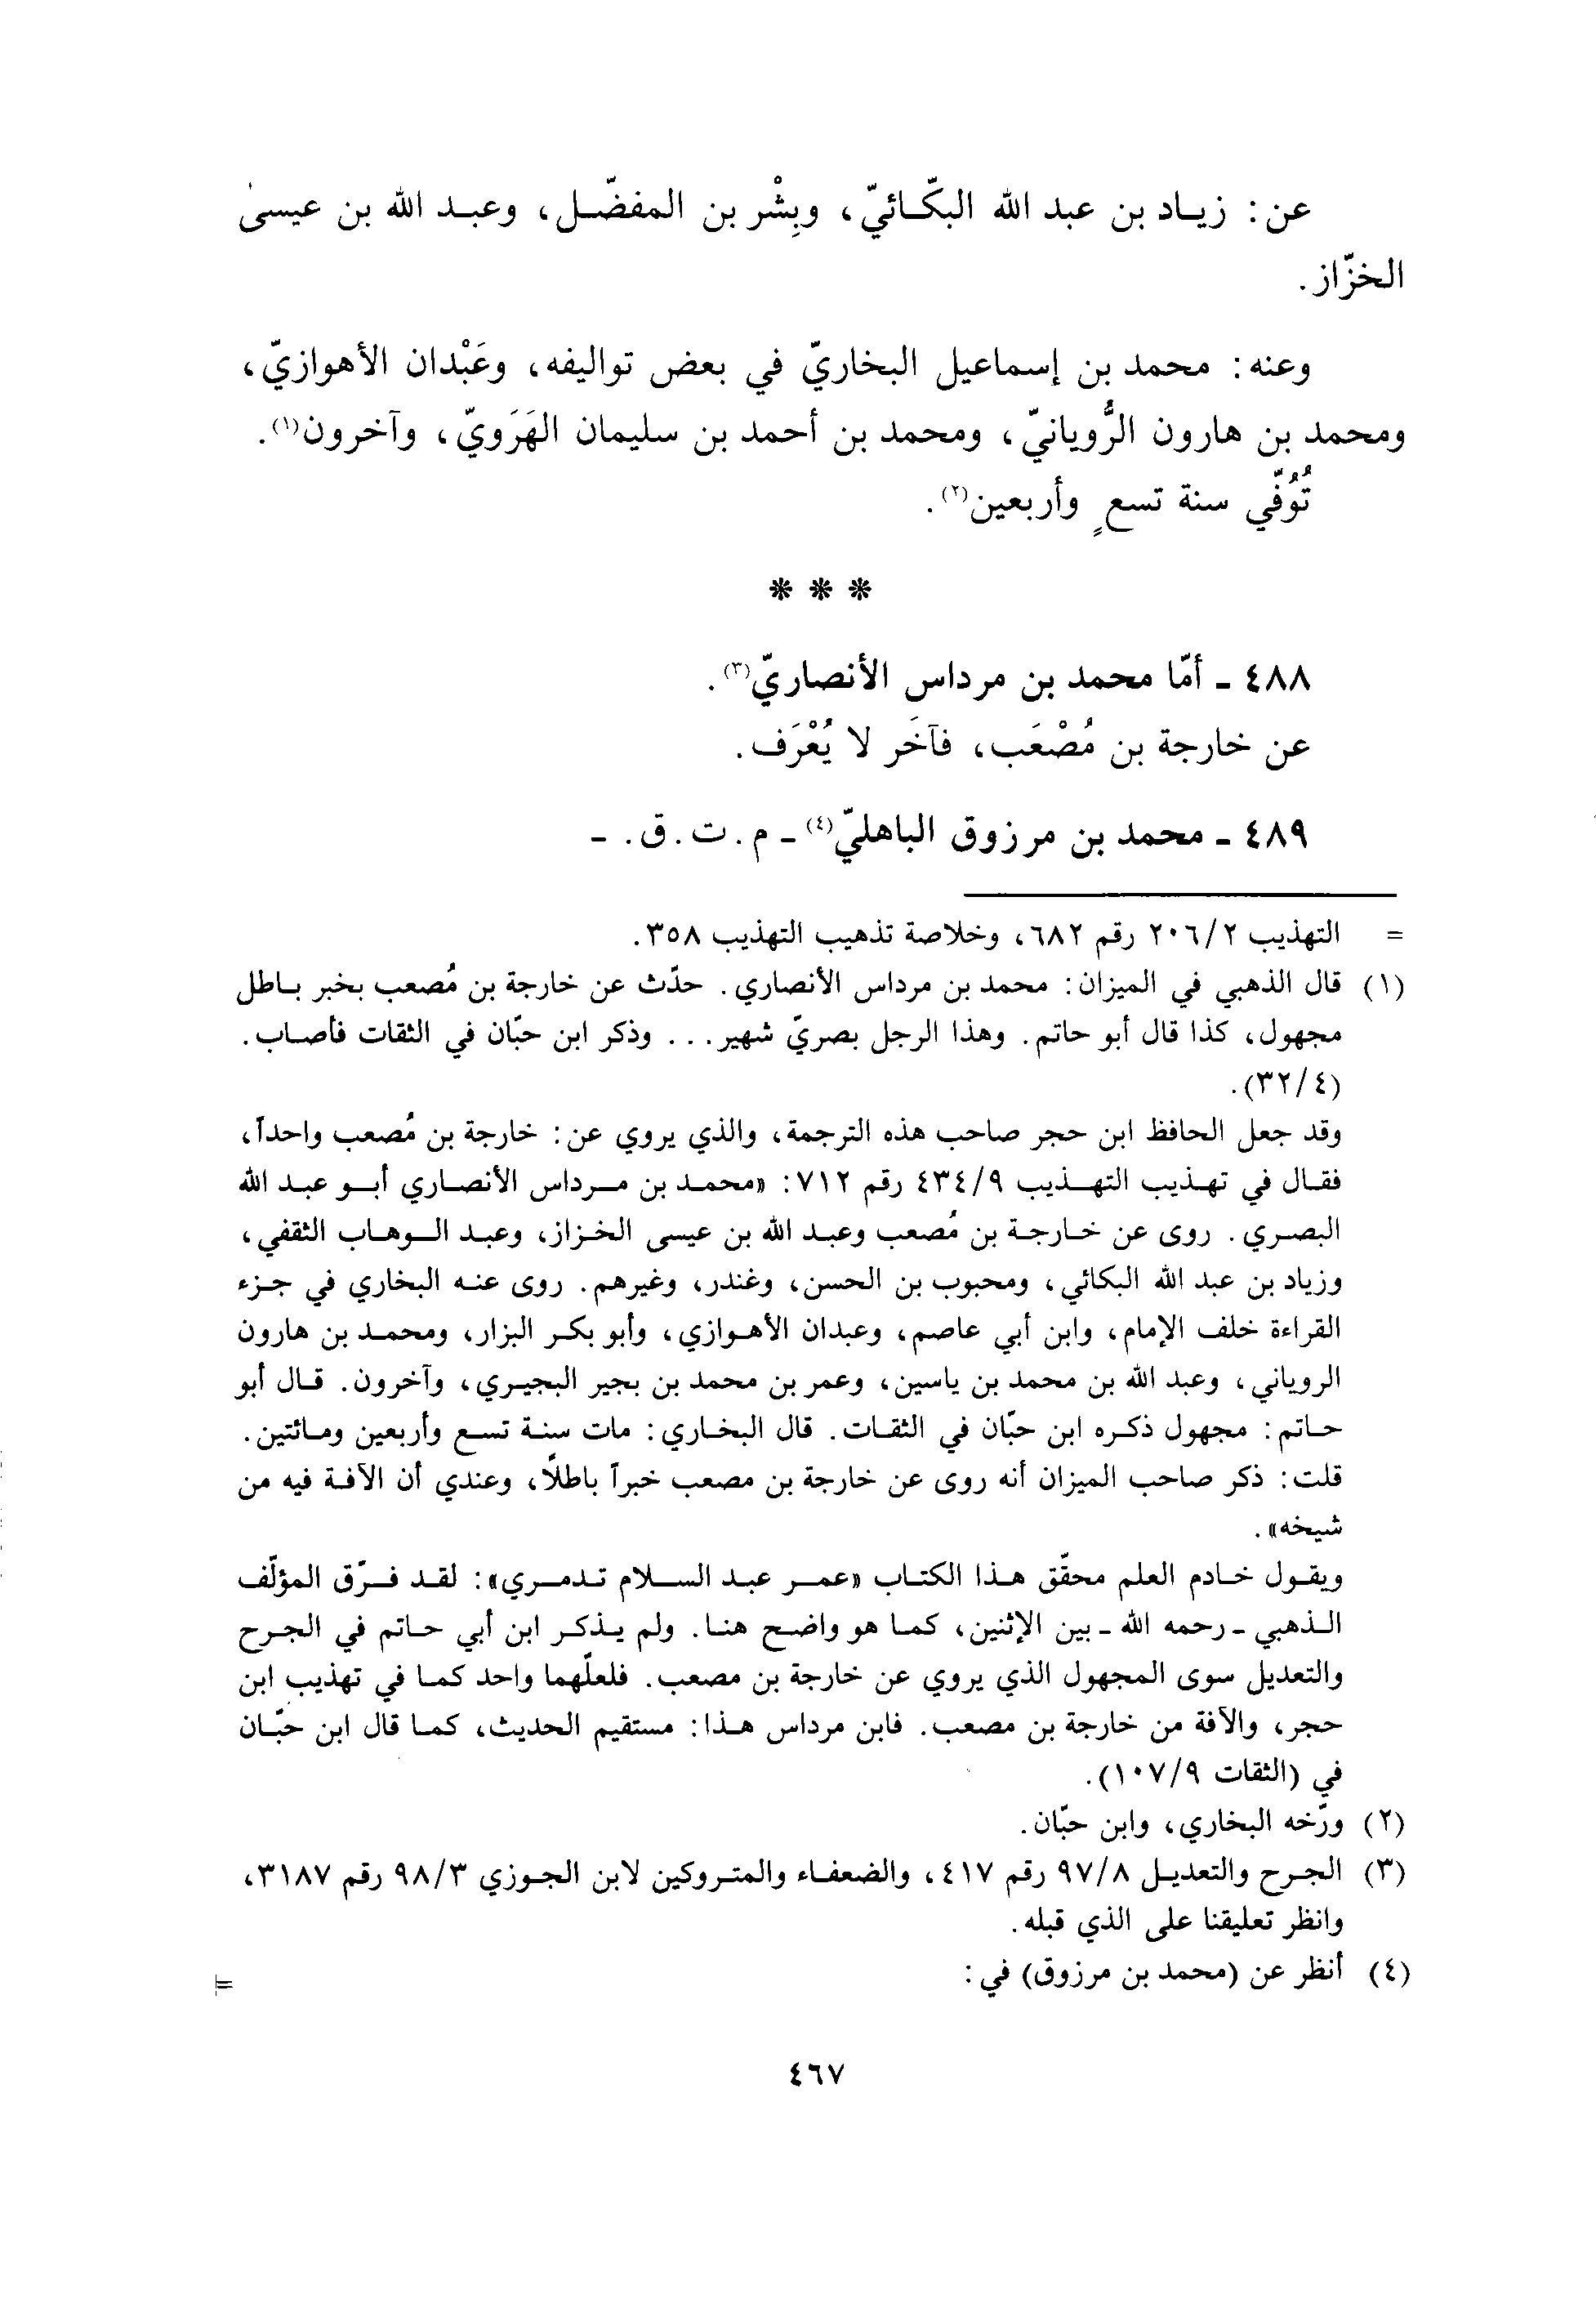 عن: زياد بن عبد الله البكّائيّ، وبِشْر بن المفضّل، وعبد الله بن عيسى
الخزّاز.
وعنه: محمد بن إسماعيل البخاريّ في بعض تواليفه، وعَبْدان الأهوازيّ،
ومحمد بن هارون الرُّويانيّ، ومحمد بن أحمد بن سليمان الهَرَويّ، وآخرون(١).
تُوُفّي سنة تسعٍ وأربعين(٢).
* * *
٤٨٨ - أمّا محمد بن مرداس الأنصاريّ(٣).
عن خارجة بن مُصْعَب، فآخَر لا يُعْرَف.
٤٨٩ - محمد بن مرزوق الباهليّ(٤) - م. ت. ق. -
= التهذيب ٢٠٦/٢ رقم ٦٨٢، وخلاصة تذهيب التهذيب ٣٥٨.
(١) قال الذهبي في الميزان: محمد بن مرداس الأنصاري. حدّث عن خارجة بن مُصعب بخبر باطل
مجهول، كذا قال أبو حاتم. وهذا الرجل بصريّ شهير... وذكر ابن حبّان في الثقات فأصاب.
(٣٢/٤).
وقد جعل الحافظ ابن حجر صاحب هذه الترجمة، والذي يروي عن: خارجة بن مُصعب واحداً،
فقال في تهذيب التهذيب ٤٣٤/٩ رقم ٧١٢: «محمد بن مرداس الأنصاري أبو عبد الله
البصري. روى عن خارجة بن مُصعب وعبد الله بن عيسى الخزاز، وعبد الوهاب الثقفي،
وزياد بن عبد الله البكائي، ومحبوب بن الحسن، وغندر، وغيرهم. روى عنه البخاري في جزء
القراءة خلف الإمام، وابن أبي عاصم، وعبدان الأهوازي، وأبو بكر البزار، ومحمد بن هارون
الروياني، وعبد الله بن محمد بن ياسين، وعمر بن محمد بن بجير البجيري، وآخرون. قال أبو
حاتم: مجهول ذكره ابن حبّان في الثقات. قال البخاري: مات سنة تسع وأربعين ومائتين.
قلت: ذكر صاحب الميزان أنه روى عن خارجة بن مصعب خبراً باطلاً، وعندي أن الآفة فيه من
شيخه».
ويقول خادم العلم محقّق هذا الكتاب «عمر عبد السلام تدمري»: لقد فرّق المؤلّف
الذهبي - رحمه الله - بين الإثنين، كما هو واضح هنا. ولم يذكر ابن أبي حاتم في الجرح
والتعديل سوى المجهول الذي يروي عن خارجة بن مصعب. فلعلّهما واحد كما في تهذيب ابن
حجر، والآفة من خارجة بن مصعب. فابن مرداس هذا: مستقيم الحديث، كما قال ابن حبّان
في (الثقات ١٠٧/٩).
(٢) ورّخه البخاري، وابن حبّان.
(٣) الجرح والتعديل ٩٧/٨ رقم ٤١٧، والضعفاء والمتروكين لابن الجوزي ٩٨/٣ رقم ٣١٨٧،
وانظر تعليقنا على الذي قبله.
(٤) أنظر عن (محمد بن مرزوق) في: =
٤٦٧